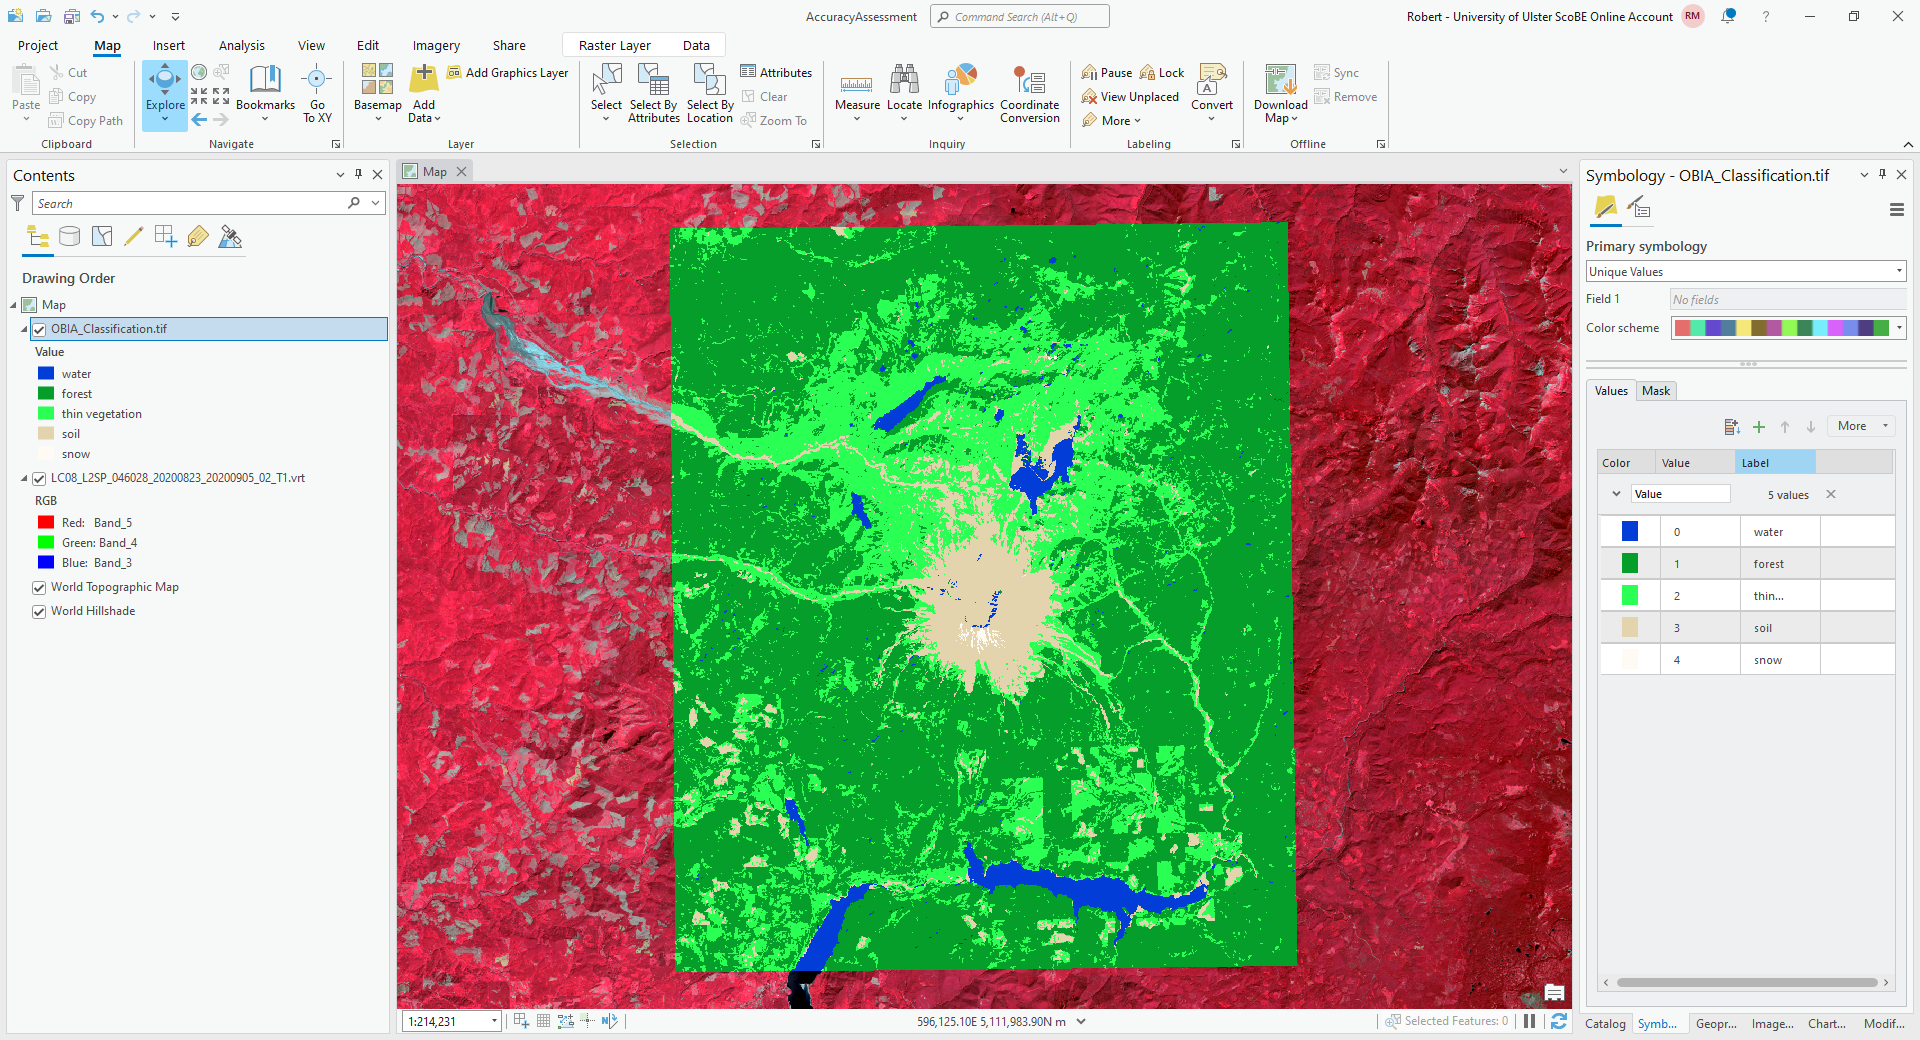 AccuracyAssessment
Command Search (Alt+Q)
Robert - University of Ulster ScoBE Online Account
RM
?
Project
Map
Insert
Analysis
View
Edit
Imagery
Share
Raster Layer
Data
Paste
Cut
Copy
Copy Path
Clipboard
Explore
Bookmarks
Go
To XY
Navigate
Basemap
Add
Data
Add Graphics Layer
Layer
Select
Select By
Attributes
Select By
Location
Attributes
Clear
Zoom To
Selection
Measure
Locate
Infographics
Coordinate
Conversion
Inquiry
Pause
Lock
View Unplaced
More
Convert
Labeling
Download
Map
Sync
Remove
Offline
Contents
Search
Drawing Order
Map
OBIA_Classification.tif
Value
water
forest
thin vegetation
soil
snow
LC08_L2SP_046028_20200823_20200905_02_T1.vrt
RGB
Red: Band_5
Green: Band_4
Blue: Band_3
World Topographic Map
World Hillshade
Map
1:214,231
596,125.10E 5,111,983.90N m
Selected Features: 0
Symbology - OBIA_Classification.tif
Primary symbology
Unique Values
Field 1
No fields
Color scheme
Values
Mask
More
Color
Value
Label
Value
5 values
0 water
1 forest
2 thin...
3 soil
4 snow
Catalog
Symb...
Geopr...
Image...
Chart...
Modif...